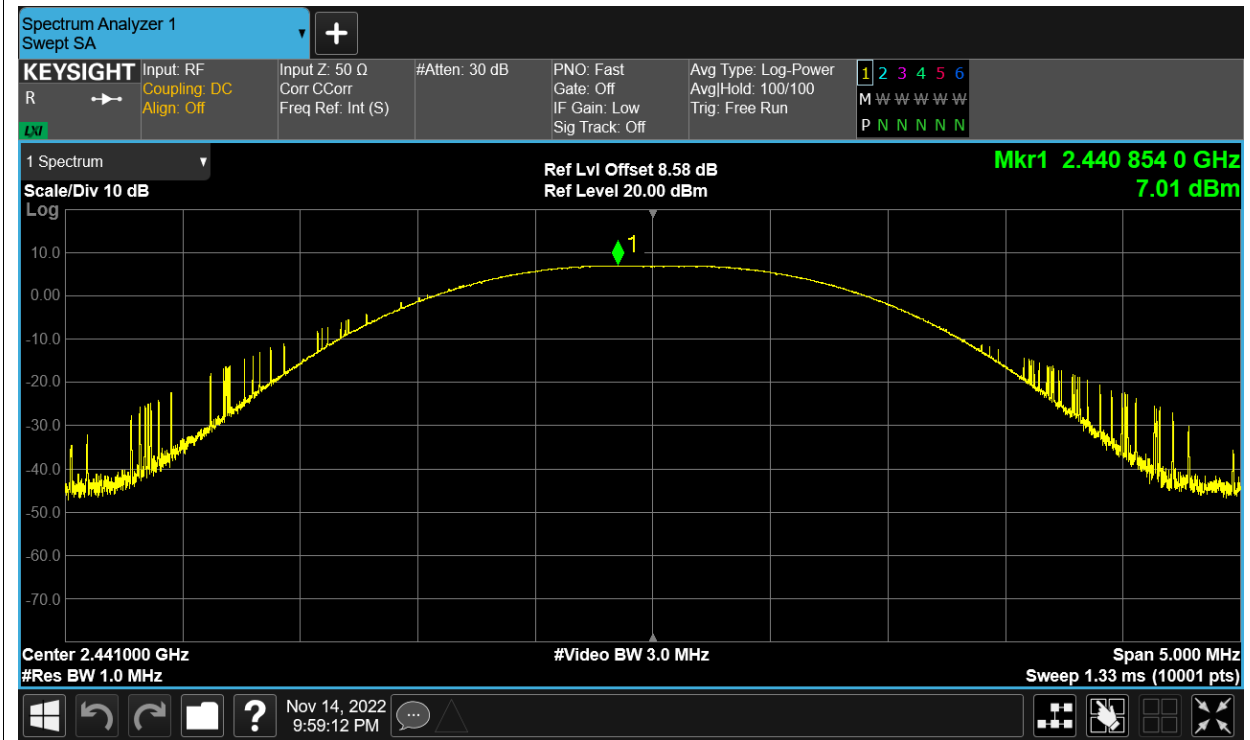 Spectrum Analyzer 1
Swept SA
KEYSIGHT
R
LXI
Input: RF
Coupling: DC
Align: Off
Input Z: 50 Ω
Corr CCorr
Freq Ref: Int (S)
#Atten: 30 dB
PNO: Fast
Gate: Off
IF Gain: Low
Sig Track: Off
Avg Type: Log-Power
Avg|Hold: 100/100
Trig: Free Run
1 2 3 4 5 6
M W W W W W
P N N N N N
1 Spectrum
Scale/Div 10 dB
Log
Ref Lvl Offset 8.58 dB
Ref Level 20.00 dBm
Mkr1 2.440 854 0 GHz
7.01 dBm
1
10.0
0.00
-10.0
-20.0
-30.0
-40.0
-50.0
-60.0
-70.0
Center 2.441000 GHz
#Res BW 1.0 MHz
#Video BW 3.0 MHz
Span 5.000 MHz
Sweep 1.33 ms (10001 pts)
?
Nov 14, 2022
9:59:12 PM